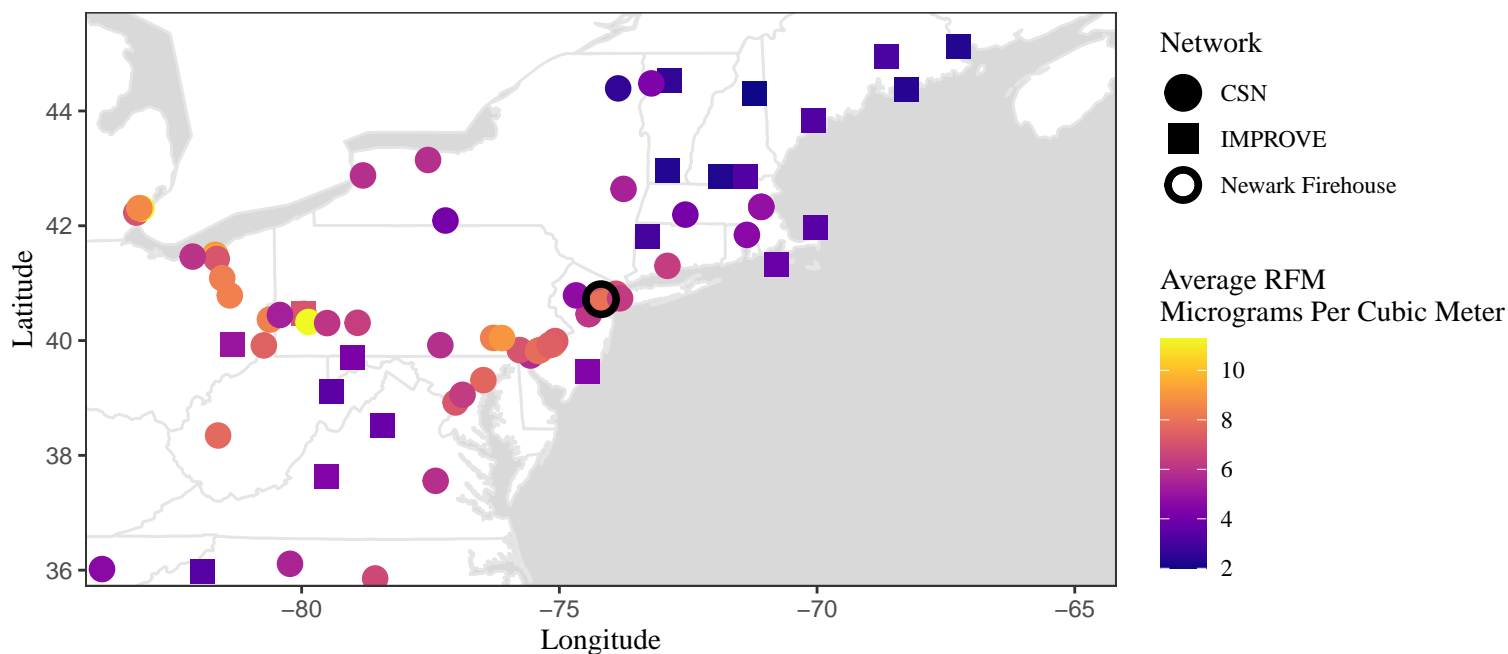 Network
CSN
IMPROVE
Newark Firehouse
Average RFM
Micrograms Per Cubic Meter
10
8
6
4
2
Latitude
44
42
40
38
36
−80
−75
−70
−65
Longitude